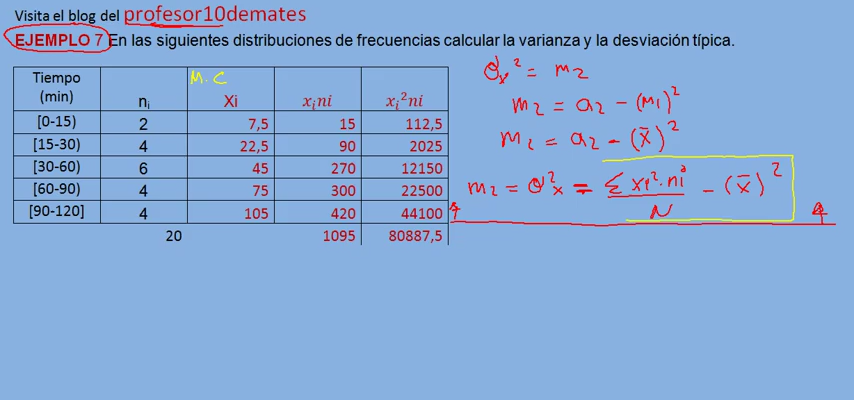 Visita el blog del profesor10demates
EJEMPLO 7 En las siguientes distribuciones de frecuencias calcular la varianza y la desviación típica.
Tiempo (min) nᵢ M.C Xi xᵢni xᵢ²ni
[0-15) 2 7,5 15 112,5
[15-30) 4 22,5 90 2025
[30-60) 6 45 270 12150
[60-90) 4 75 300 22500
[90-120] 4 105 420 44100
20 1095 80887,5
σₓ² = m₂
m₂ = a₂ - (m₁)²
m₂ = a₂ - (x̄)²
m₂ = σ²ₓ = Σ xi²·ni / N - (x̄)²